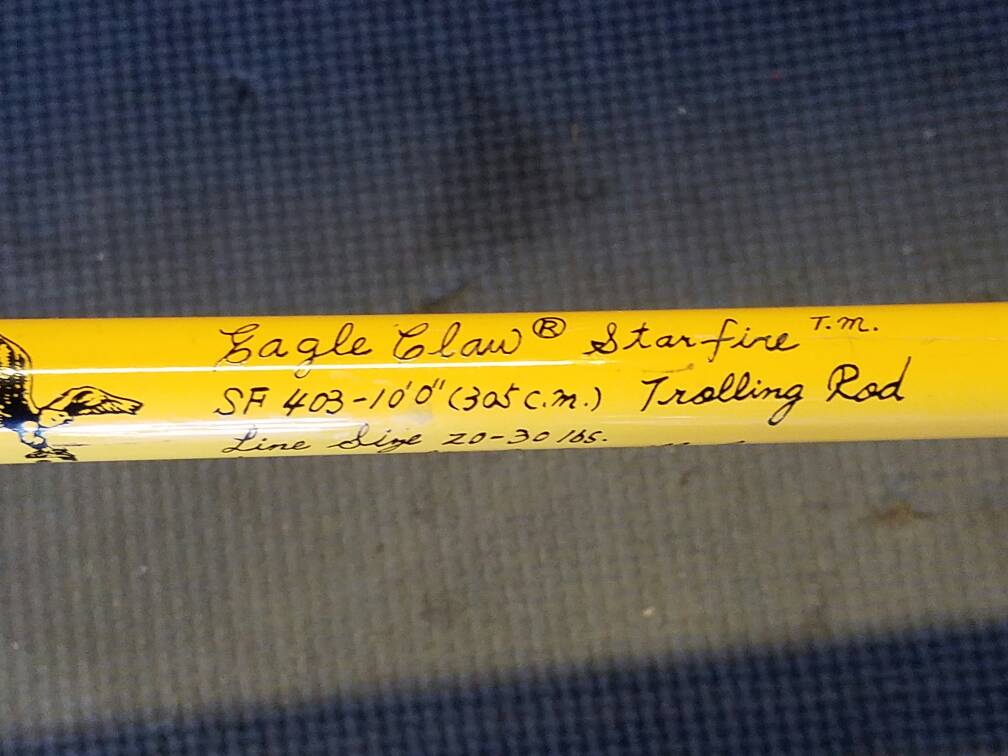 Eagle Claw® Starfire T.M.
SF 403-10'0" (305 c.m.) Trolling Rod
Line Size 20-30 lbs.